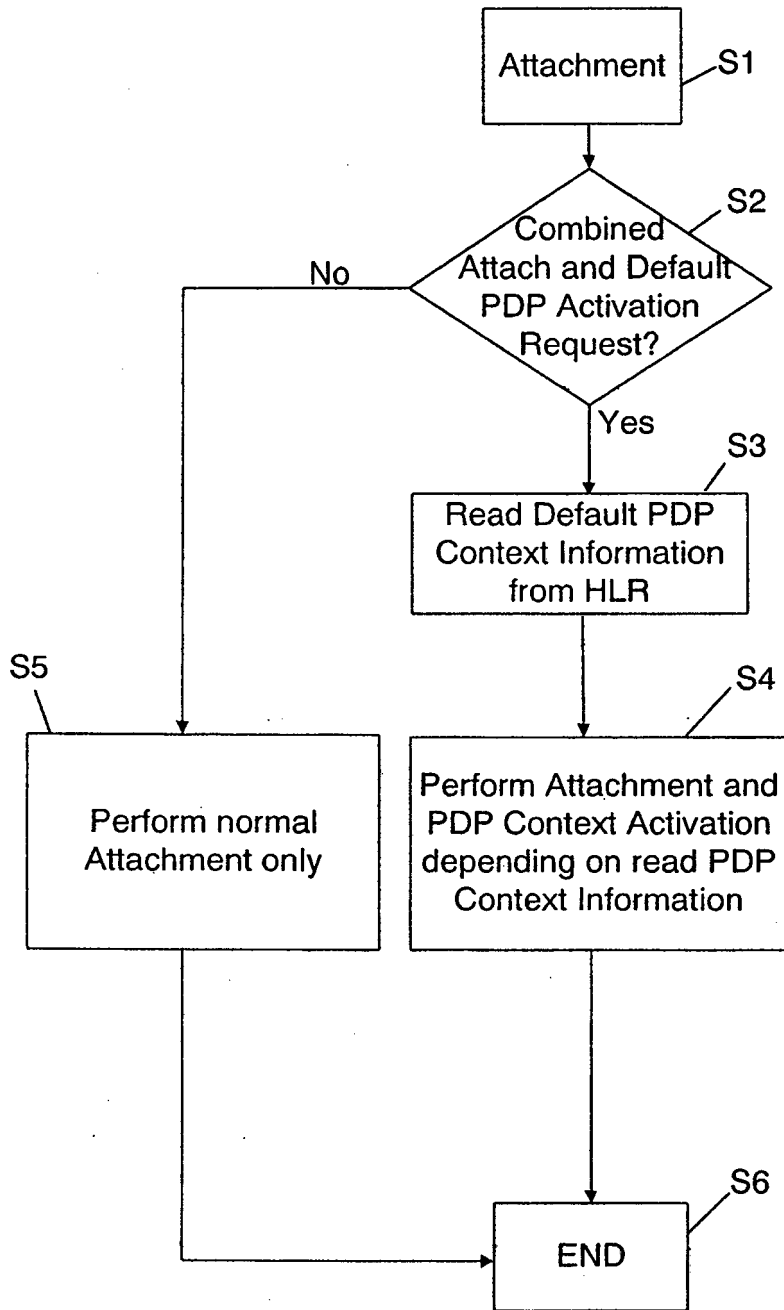 Attachment
S1
S2
Combined
Attach and Default
PDP Activation
Request?
No
Yes
S3
Read Default PDP
Context Information
from HLR
S5
S4
Perform normal
Attachment only
Perform Attachment and
PDP Context Activation
depending on read PDP
Context Information
S6
END